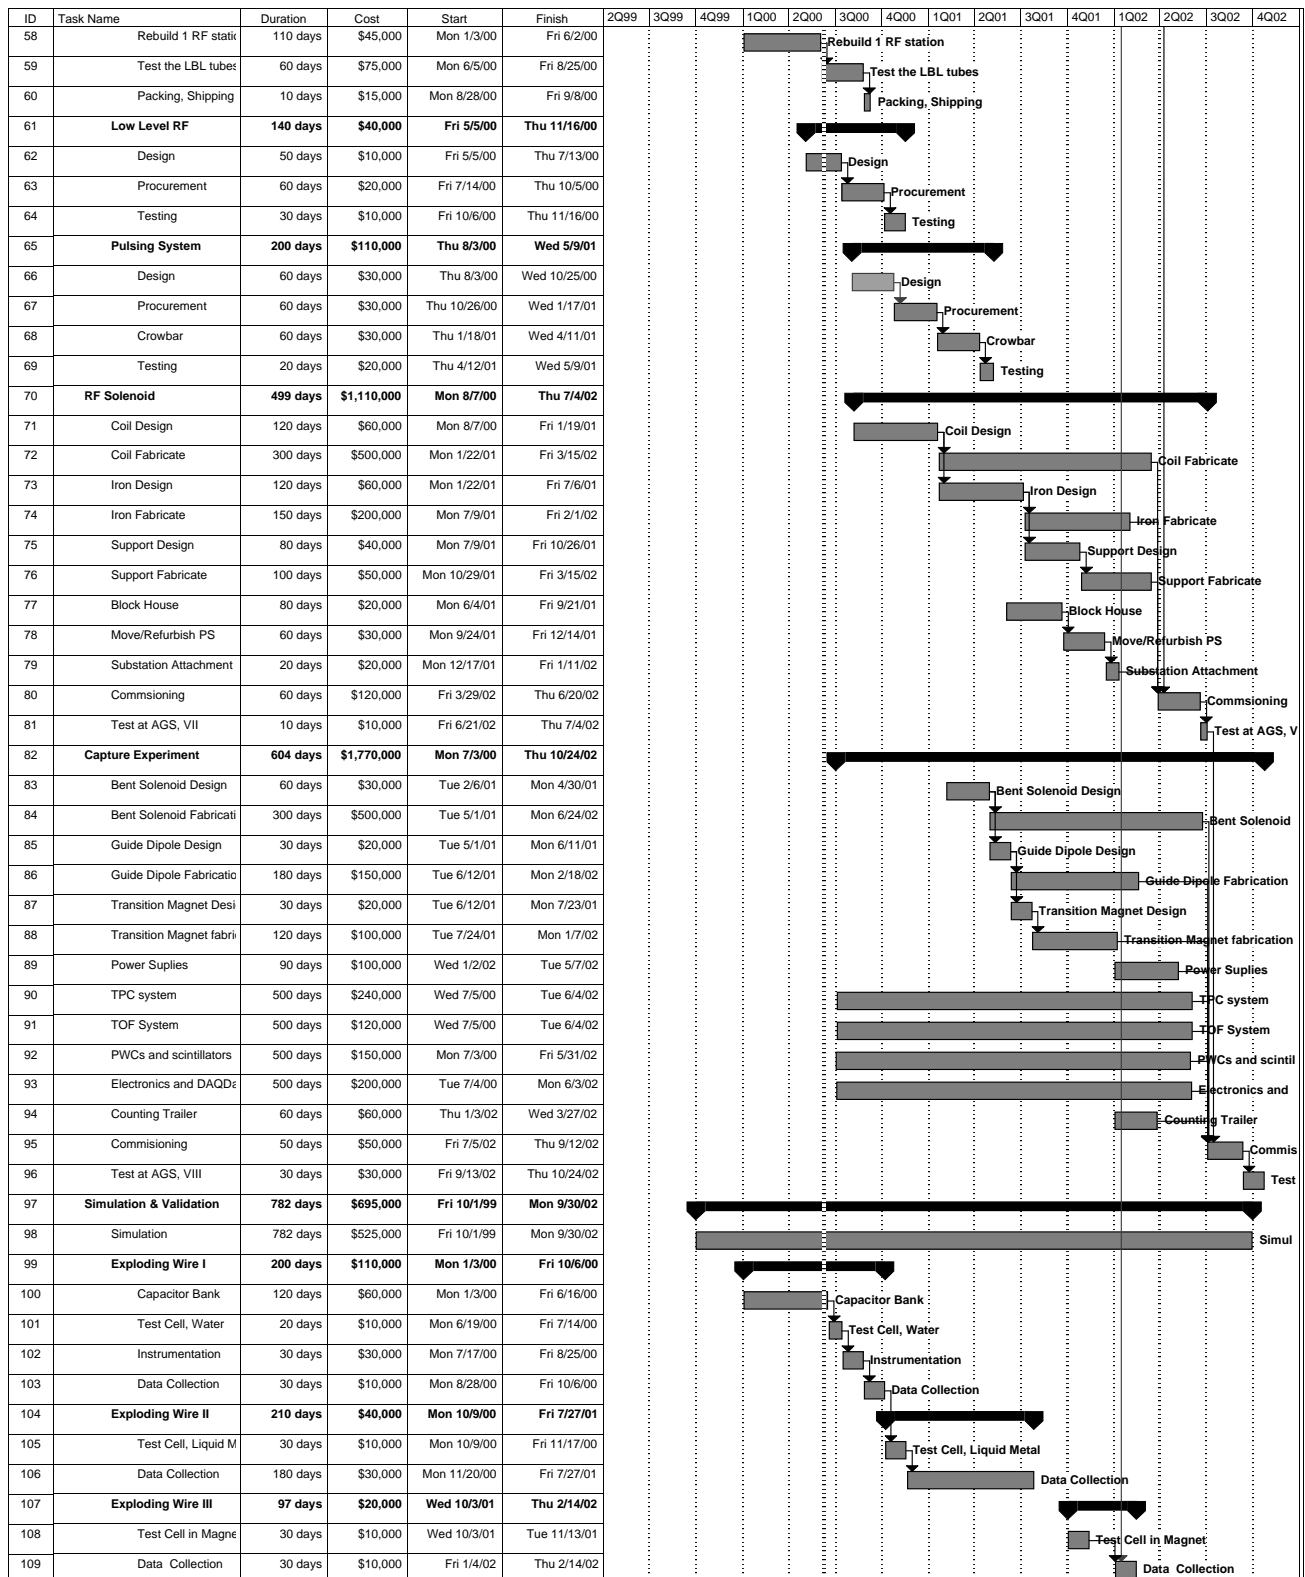 ID Task Name Duration Cost Start Finish 2Q99 3Q99 4Q99 1Q00 2Q00 3Q00 4Q00 1Q01 2Q01 3Q01 4Q01 1Q02 2Q02 3Q02 4Q02
58 Rebuild 1 RF static 110 days $45,000 Mon 1/3/00 Fri 6/2/00 Rebuild 1 RF station
59 Test the LBL tubes 60 days $75,000 Mon 6/5/00 Fri 8/25/00 Test the LBL tubes
60 Packing, Shipping 10 days $15,000 Mon 8/28/00 Fri 9/8/00 Packing, Shipping
61 Low Level RF 140 days $40,000 Fri 5/5/00 Thu 11/16/00
62 Design 50 days $10,000 Fri 5/5/00 Thu 7/13/00 Design
63 Procurement 60 days $20,000 Fri 7/14/00 Thu 10/5/00 Procurement
64 Testing 30 days $10,000 Fri 10/6/00 Thu 11/16/00 Testing
65 Pulsing System 200 days $110,000 Thu 8/3/00 Wed 5/9/01
66 Design 60 days $30,000 Thu 8/3/00 Wed 10/25/00 Design
67 Procurement 60 days $30,000 Thu 10/26/00 Wed 1/17/01 Procurement
68 Crowbar 60 days $30,000 Thu 1/18/01 Wed 4/11/01 Crowbar
69 Testing 20 days $20,000 Thu 4/12/01 Wed 5/9/01 Testing
70 RF Solenoid 499 days $1,110,000 Mon 8/7/00 Thu 7/4/02
71 Coil Design 120 days $60,000 Mon 8/7/00 Fri 1/19/01 Coil Design
72 Coil Fabricate 300 days $500,000 Mon 1/22/01 Fri 3/15/02 Coil Fabricate
73 Iron Design 120 days $60,000 Mon 1/22/01 Fri 7/6/01 Iron Design
74 Iron Fabricate 150 days $200,000 Mon 7/9/01 Fri 2/1/02 Iron Fabricate
75 Support Design 80 days $40,000 Mon 7/9/01 Fri 10/26/01 Support Design
76 Support Fabricate 100 days $50,000 Mon 10/29/01 Fri 3/15/02 Support Fabricate
77 Block House 80 days $20,000 Mon 6/4/01 Fri 9/21/01 Block House
78 Move/Refurbish PS 60 days $30,000 Mon 9/24/01 Fri 12/14/01 Move/Refurbish PS
79 Substation Attachment 20 days $20,000 Mon 12/17/01 Fri 1/11/02 Substation Attachment
80 Commsioning 60 days $120,000 Fri 3/29/02 Thu 6/20/02 Commsioning
81 Test at AGS, VII 10 days $10,000 Fri 6/21/02 Thu 7/4/02 Test at AGS, V
82 Capture Experiment 604 days $1,770,000 Mon 7/3/00 Thu 10/24/02
83 Bent Solenoid Design 60 days $30,000 Tue 2/6/01 Mon 4/30/01 Bent Solenoid Design
84 Bent Solenoid Fabricati 300 days $500,000 Tue 5/1/01 Mon 6/24/02 Bent Solenoid
85 Guide Dipole Design 30 days $20,000 Tue 5/1/01 Mon 6/11/01 Guide Dipole Design
86 Guide Dipole Fabricatio 180 days $150,000 Tue 6/12/01 Mon 2/18/02 Guide Dipole Fabrication
87 Transition Magnet Desi 30 days $20,000 Tue 6/12/01 Mon 7/23/01 Transition Magnet Design
88 Transition Magnet fabri 120 days $100,000 Tue 7/24/01 Mon 1/7/02 Transition Magnet fabrication
89 Power Suplies 90 days $100,000 Wed 1/2/02 Tue 5/7/02 Power Suplies
90 TPC system 500 days $240,000 Wed 7/5/00 Tue 6/4/02 TPC system
91 TOF System 500 days $120,000 Wed 7/5/00 Tue 6/4/02 TOF System
92 PWCs and scintillators 500 days $150,000 Mon 7/3/00 Fri 5/31/02 PWCs and scintil
93 Electronics and DAQDa 500 days $200,000 Tue 7/4/00 Mon 6/3/02 Electronics and
94 Counting Trailer 60 days $60,000 Thu 1/3/02 Wed 3/27/02 Counting Trailer
95 Commisioning 50 days $50,000 Fri 7/5/02 Thu 9/12/02 Commis
96 Test at AGS, VIII 30 days $30,000 Fri 9/13/02 Thu 10/24/02 Test
97 Simulation & Validation 782 days $695,000 Fri 10/1/99 Mon 9/30/02
98 Simulation 782 days $525,000 Fri 10/1/99 Mon 9/30/02 Simul
99 Exploding Wire I 200 days $110,000 Mon 1/3/00 Fri 10/6/00
100 Capacitor Bank 120 days $60,000 Mon 1/3/00 Fri 6/16/00 Capacitor Bank
101 Test Cell, Water 20 days $10,000 Mon 6/19/00 Fri 7/14/00 Test Cell, Water
102 Instrumentation 30 days $30,000 Mon 7/17/00 Fri 8/25/00 Instrumentation
103 Data Collection 30 days $10,000 Mon 8/28/00 Fri 10/6/00 Data Collection
104 Exploding Wire II 210 days $40,000 Mon 10/9/00 Fri 7/27/01
105 Test Cell, Liquid M 30 days $10,000 Mon 10/9/00 Fri 11/17/00 Test Cell, Liquid Metal
106 Data Collection 180 days $30,000 Mon 11/20/00 Fri 7/27/01 Data Collection
107 Exploding Wire III 97 days $20,000 Wed 10/3/01 Thu 2/14/02
108 Test Cell in Magne 30 days $10,000 Wed 10/3/01 Tue 11/13/01 Test Cell in Magnet
109 Data Collection 30 days $10,000 Fri 1/4/02 Thu 2/14/02 Data Collection